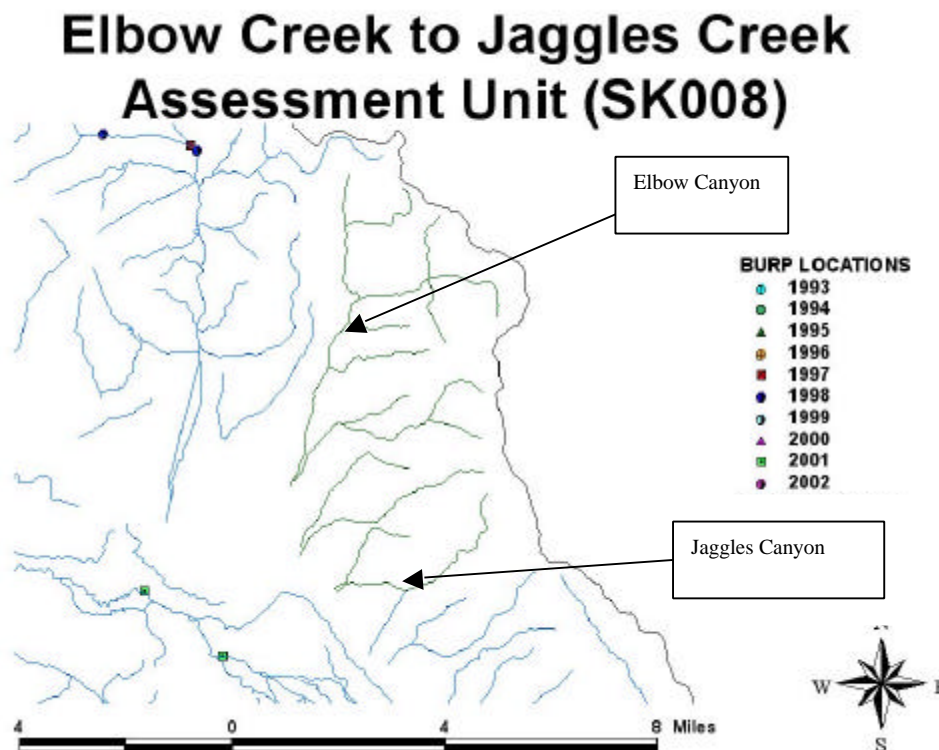 Elbow Creek to Jaggles Creek
Assessment Unit (SK008)
Elbow Canyon
BURP LOCATIONS
1993
1994
1995
1996
1997
1998
1999
2000
2001
2002
Jaggles Canyon
W
S
4 0 4 8 Miles